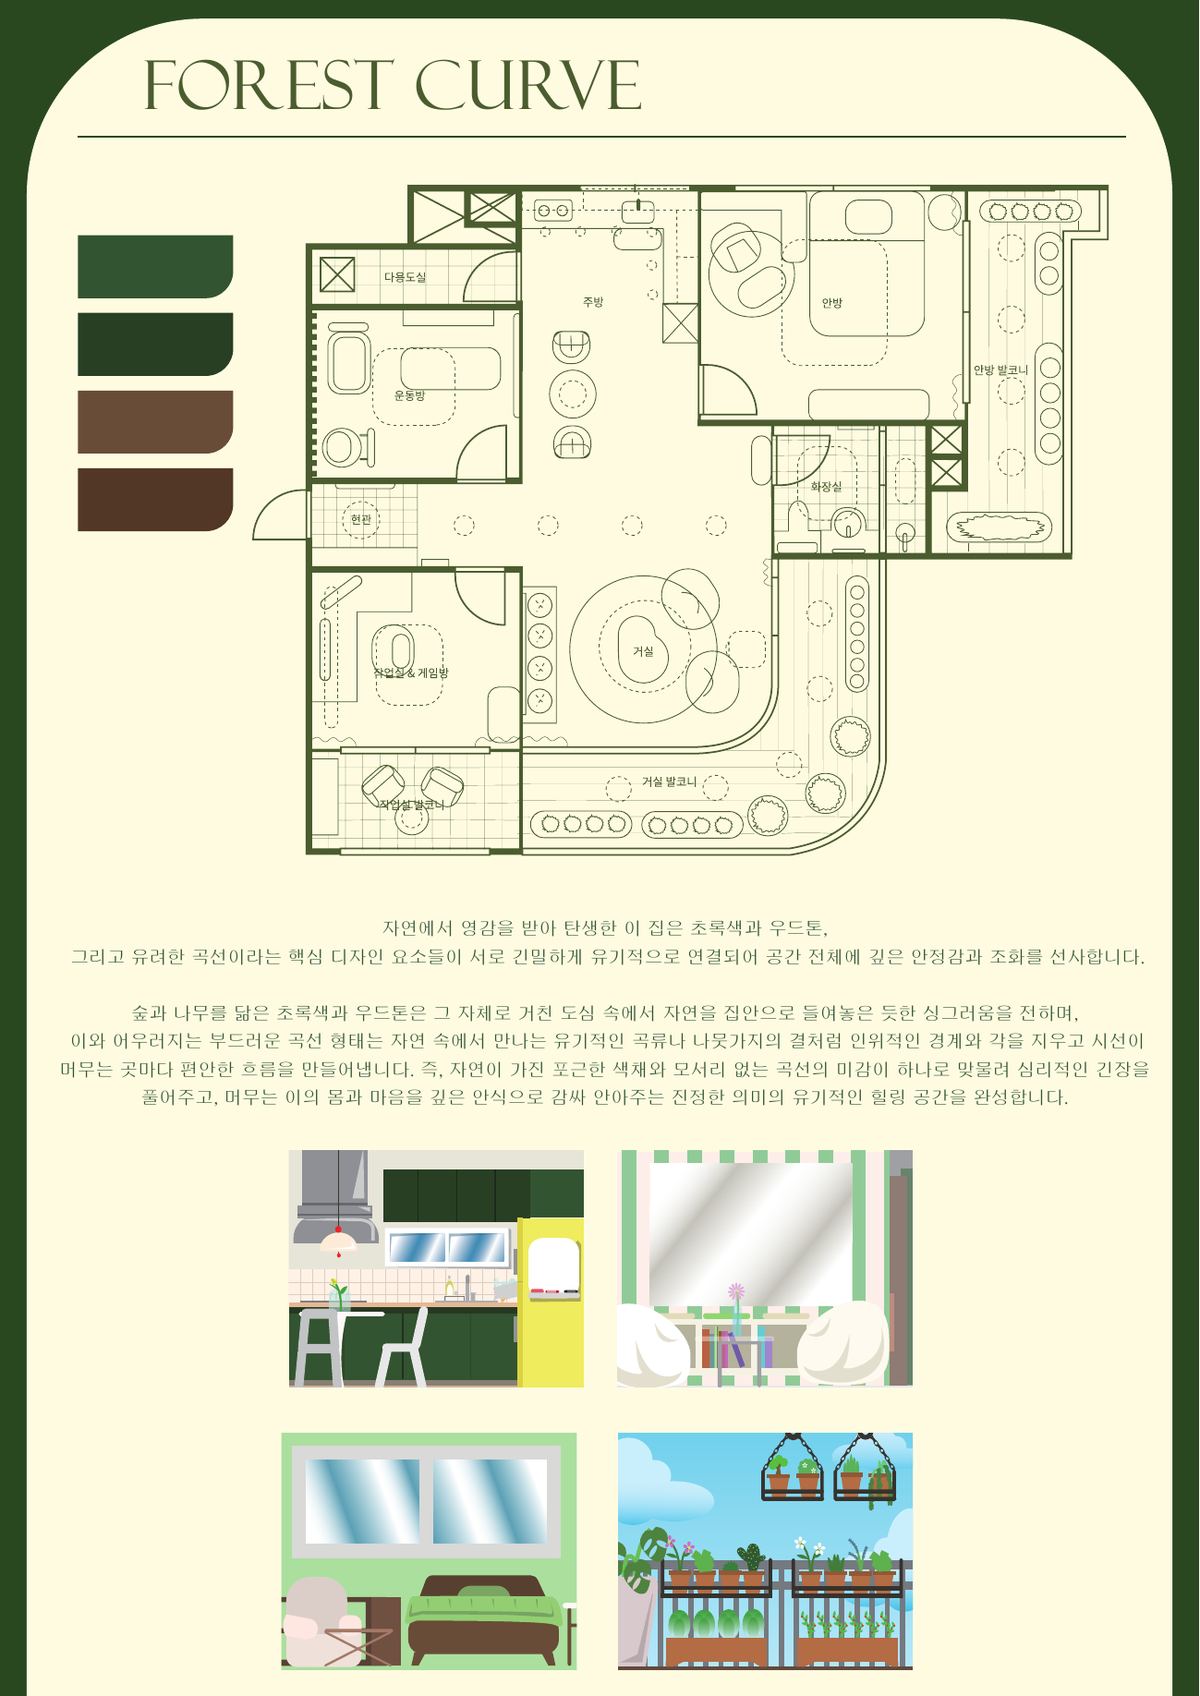 FOREST CURVE
다용도실
주방
안방
안방 발코니
운동방
화장실
현관
거실
작업실 & 게임방
거실 발코니
작업실 발코니
자연에서 영감을 받아 탄생한 이 집은 초록색과 우드톤,
그리고 유려한 곡선이라는 핵심 디자인 요소들이 서로 긴밀하게 유기적으로 연결되어 공간 전체에 깊은 안정감과 조화를 선사합니다.
숲과 나무를 닮은 초록색과 우드톤은 그 자체로 거친 도심 속에서 자연을 집안으로 들여놓은 듯한 싱그러움을 전하며,
이와 어우러지는 부드러운 곡선 형태는 자연 속에서 만나는 유기적인 곡류나 나뭇가지의 결처럼 인위적인 경계와 각을 지우고 시선이
머무는 곳마다 편안한 흐름을 만들어냅니다. 즉, 자연이 가진 포근한 색채와 모서리 없는 곡선의 미감이 하나로 맞물려 심리적인 긴장을
풀어주고, 머무는 이의 몸과 마음을 깊은 안식으로 감싸 안아주는 진정한 의미의 유기적인 힐링 공간을 완성합니다.